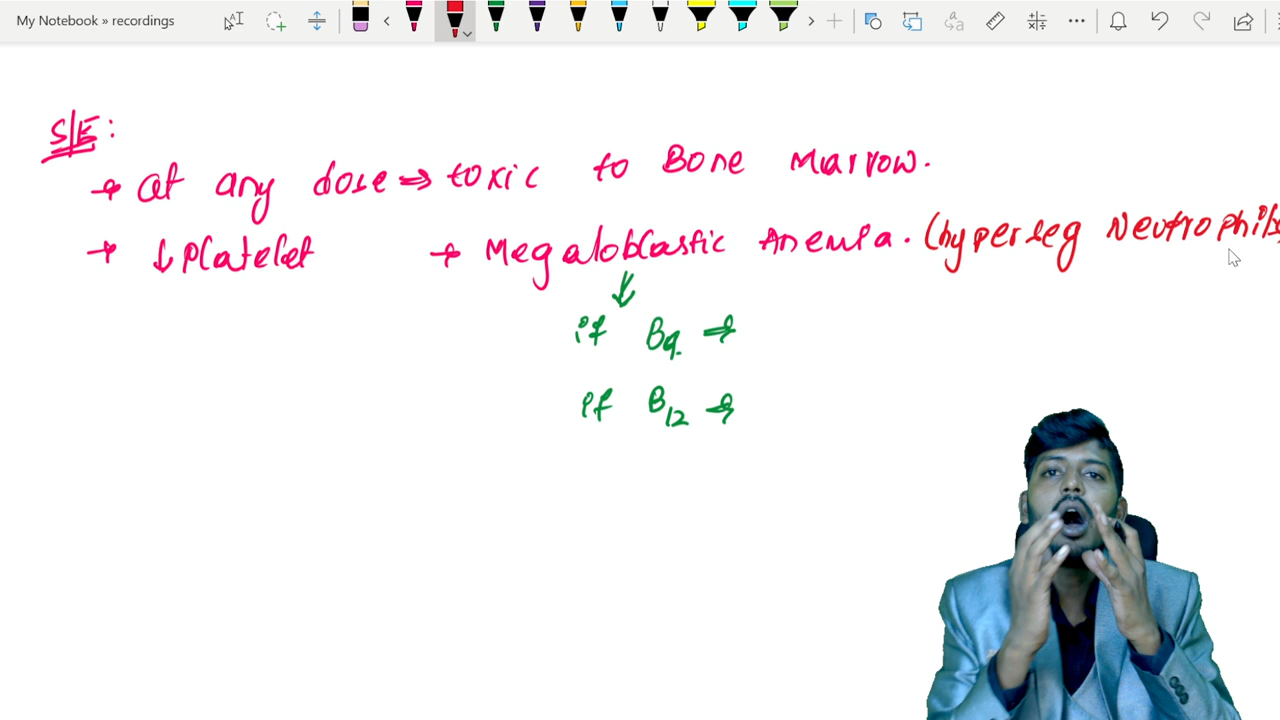 My Notebook » recordings
S/E:
→ at any dose ⇒ toxic to Bone Marrow.
→ ↓ Platelet → Megaloblastic Anemia. (hyperseg Neutrophils
↓
if B9. ⇒
if B12 ⇒